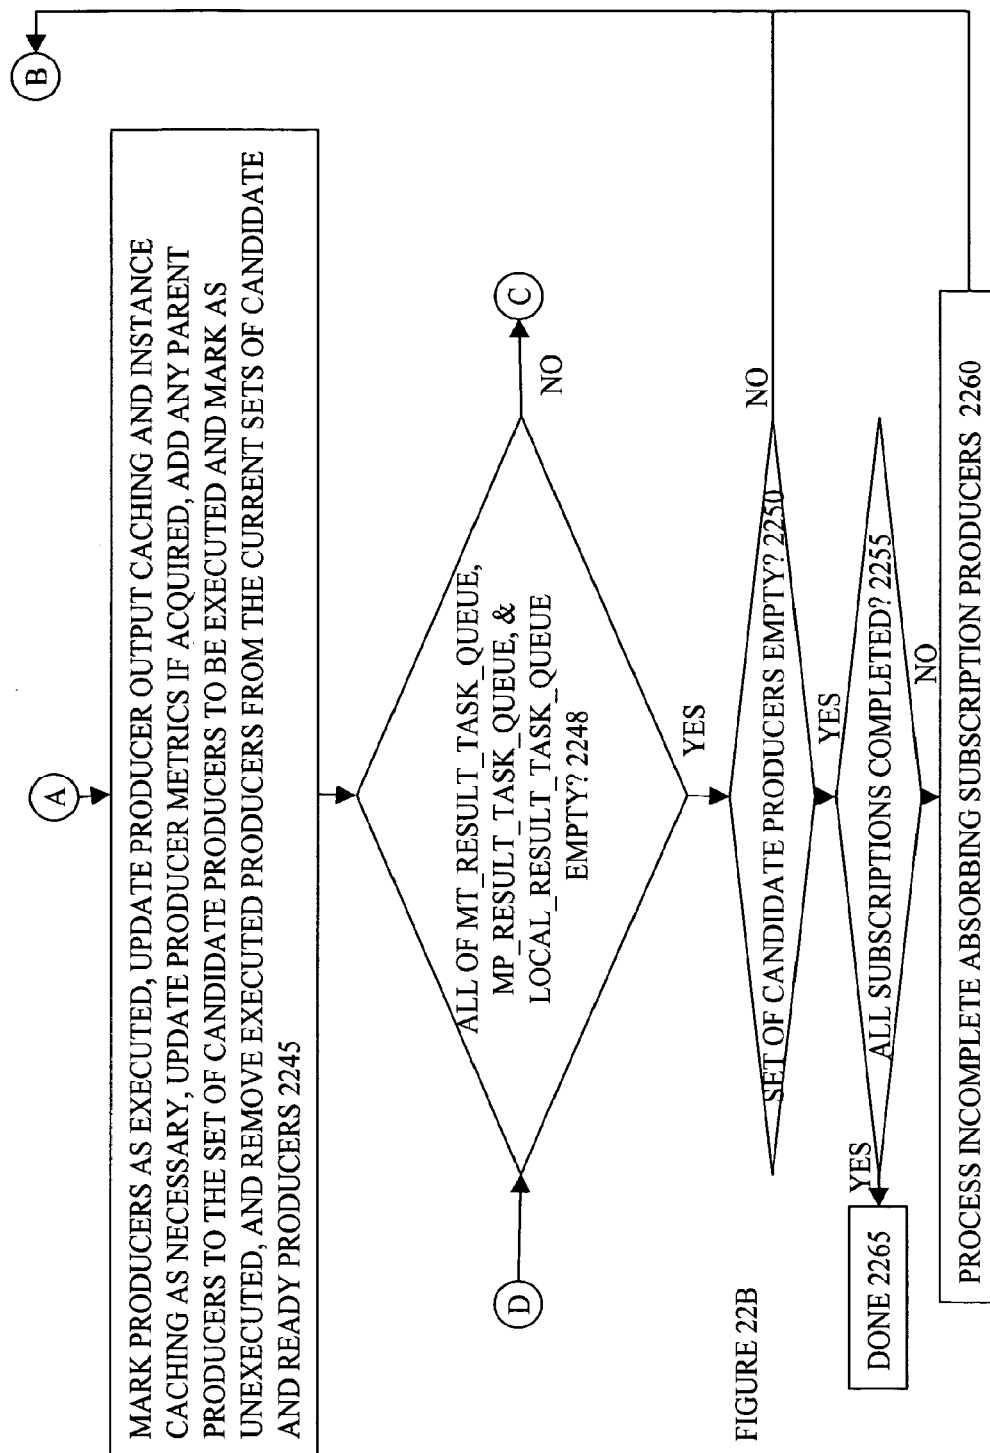 A
B
MARK PRODUCERS AS EXECUTED, UPDATE PRODUCER OUTPUT CACHING AND INSTANCE
CACHING AS NECESSARY, UPDATE PRODUCER METRICS IF ACQUIRED, ADD ANY PARENT
PRODUCERS TO THE SET OF CANDIDATE PRODUCERS TO BE EXECUTED AND MARK AS
UNEXECUTED, AND REMOVE EXECUTED PRODUCERS FROM THE CURRENT SETS OF CANDIDATE
AND READY PRODUCERS 2245
D
ALL OF MT_RESULT_TASK_QUEUE,
MP_RESULT_TASK_QUEUE, &
LOCAL_RESULT_TASK_QUEUE
EMPTY? 2248
NO
C
YES
SET OF CANDIDATE PRODUCERS EMPTY? 2250
NO
YES
ALL SUBSCRIPTIONS COMPLETED? 2255
YES
NO
DONE 2265
PROCESS INCOMPLETE ABSORBING SUBSCRIPTION PRODUCERS 2260
FIGURE 22B